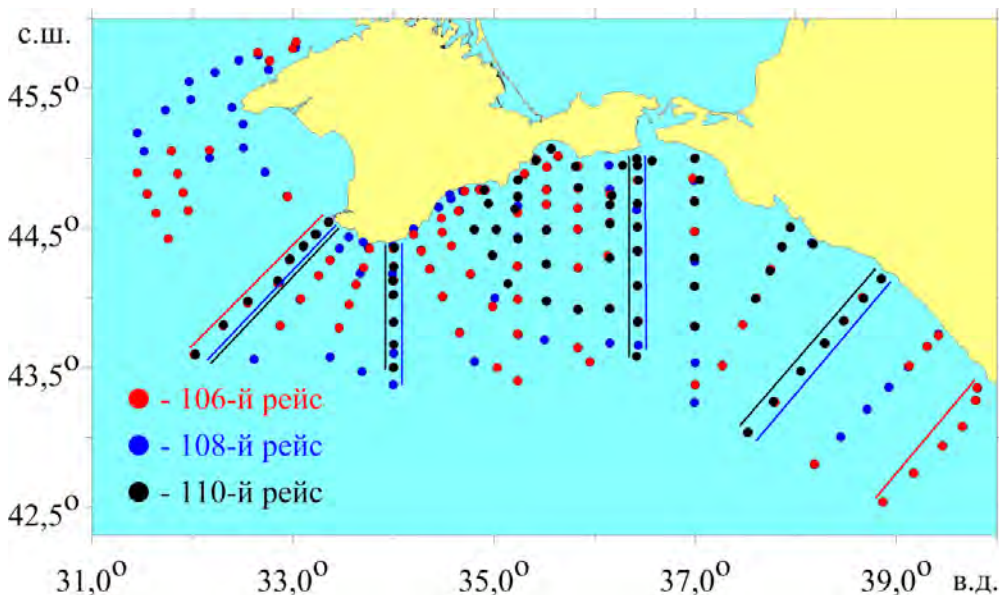 с.ш.
45,5°
44,5°
43,5°
- 106-й рейс
- 108-й рейс
- 110-й рейс
42,5°
31,0° 33,0° 35,0° 37,0° 39,0° в.д.